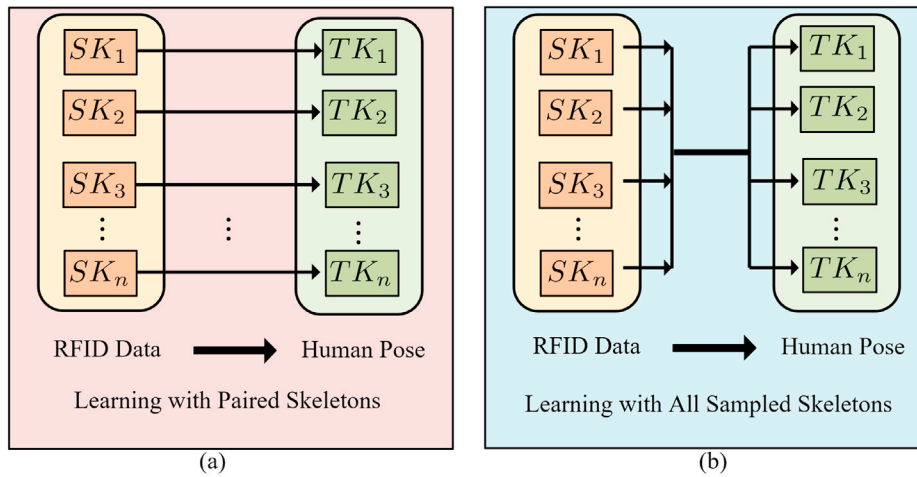 SK₁ TK₁
SK₂ TK₂
SK₃ TK₃
⋮ ⋮ ⋮
SKₙ TKₙ
RFID Data Human Pose
Learning with Paired Skeletons
(a)
SK₁ TK₁
SK₂ TK₂
SK₃ TK₃
⋮ ⋮
SKₙ TKₙ
RFID Data Human Pose
Learning with All Sampled Skeletons
(b)